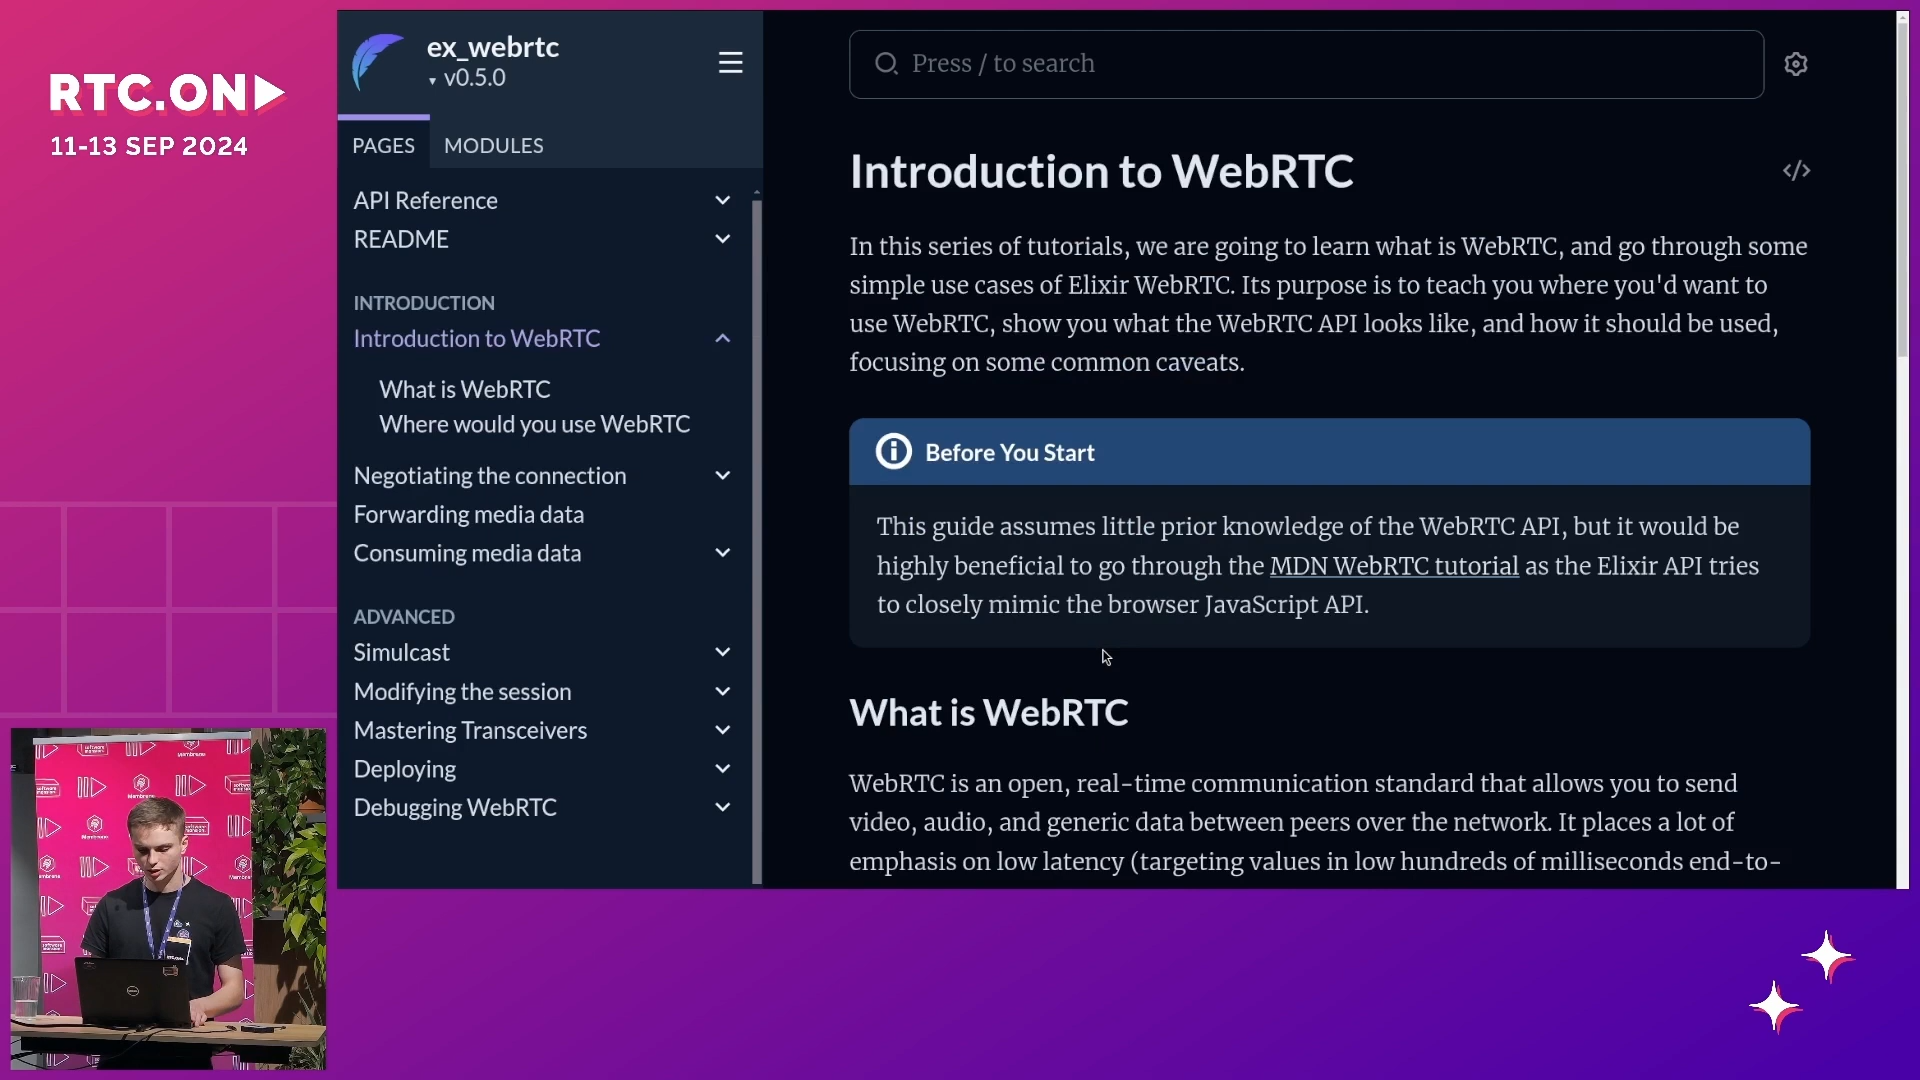 RTC.ON
11-13 SEP 2024
ex_webrtc
v0.5.0
PAGES
MODULES
API Reference
README
INTRODUCTION
Introduction to WebRTC
What is WebRTC
Where would you use WebRTC
Negotiating the connection
Forwarding media data
Consuming media data
ADVANCED
Simulcast
Modifying the session
Mastering Transceivers
Deploying
Debugging WebRTC
Press / to search
Introduction to WebRTC
</>
In this series of tutorials, we are going to learn what is WebRTC, and go through some
simple use cases of Elixir WebRTC. Its purpose is to teach you where you'd want to
use WebRTC, show you what the WebRTC API looks like, and how it should be used,
focusing on some common caveats.
Before You Start
This guide assumes little prior knowledge of the WebRTC API, but it would be
highly beneficial to go through the MDN WebRTC tutorial as the Elixir API tries
to closely mimic the browser JavaScript API.
What is WebRTC
WebRTC is an open, real-time communication standard that allows you to send
video, audio, and generic data between peers over the network. It places a lot of
emphasis on low latency (targeting values in low hundreds of milliseconds end-to-
software
mansion
Membrane
DELL